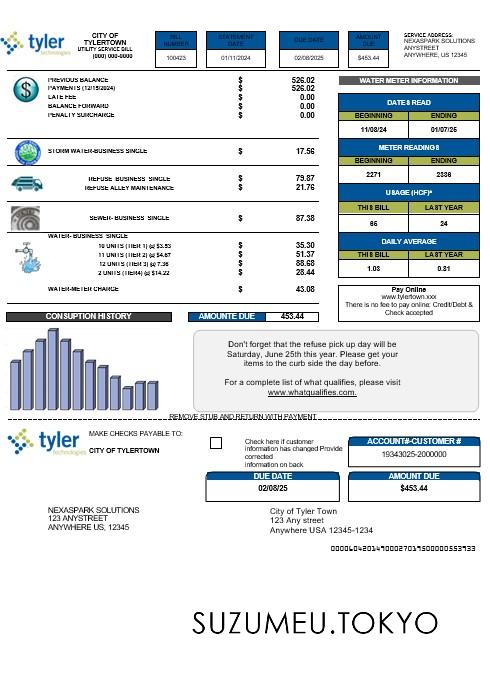 tyler
technologies
CITY OF
TYLERTOWN
UTILITY SERVICE BILL
(000) 000-0000
BILL
NUMBER
100423
STATEMENT
DATE
01/11/2024
DUE DATE
02/08/2025
AMOUNT
DUE
$453.44
SERVICE ADDRESS:
NEXASPARK SOLUTIONS
ANYSTREET
ANYWHERE, US 12345
PREVIOUS BALANCE $ 526.02
PAYMENTS (12/15/2024) $ 526.02
LATE FEE $ 0.00
BALANCE FORWARD $ 0.00
PENALTY SURCHARGE $ 0.00
STORM WATER-BUSINESS SINGLE $ 17.56
REFUSE BUSINESS SINGLE $ 79.87
REFUSE ALLEY MAINTENANCE $ 21.76
SEWER- BUSINESS SINGLE $ 87.38
WATER- BUSINESS SINGLE
10 UNITS (TIER 1) @ $3.53 $ 35.30
11 UNITS (TIER 2) @ $4.67 $ 51.37
12 UNITS (TIER 3) @ 7.38 $ 88.68
2 UNITS (TIER4) @ $14.22 $ 28.44
WATER-METER CHARGE $ 43.08
WATER METER INFORMATION
DATES READ
BEGINNING ENDING
11/08/24 01/07/25
METER READINGS
BEGINNING ENDING
2271 2336
USAGE (HCF)*
THIS BILL LAST YEAR
65 24
DAILY AVERAGE
THIS BILL LAST YEAR
1.03 0.81
Pay Online
www.tylertown.xxx
There is no fee to pay online: Credit/Debit &
Check accepted
CONSUPTION HISTORY
AMOUNTE DUE 453.44
Don't forget that the refuse pick up day will be
Saturday, June 25th this year. Please get your
items to the curb side the day before.
For a complete list of what qualifies, please visit
www.whatqualifies.com.
REMOVE STUB AND RETURN WITH PAYMENT
tyler
technologies
MAKE CHECKS PAYABLE TO:
CITY OF TYLERTOWN
Check here if customer
information has changed Provide
corrected
information on back
ACCOUNT#-CUSTOMER #
19343025-2000000
DUE DATE
02/08/25
AMOUNT DUE
$453.44
NEXASPARK SOLUTIONS
123 ANYSTREET
ANYWHERE US, 12345
City of Tyler Town
123 Any street
Anywhere USA 12345-1234
00006042014900027019500000553933
SUZUMEU.TOKYO